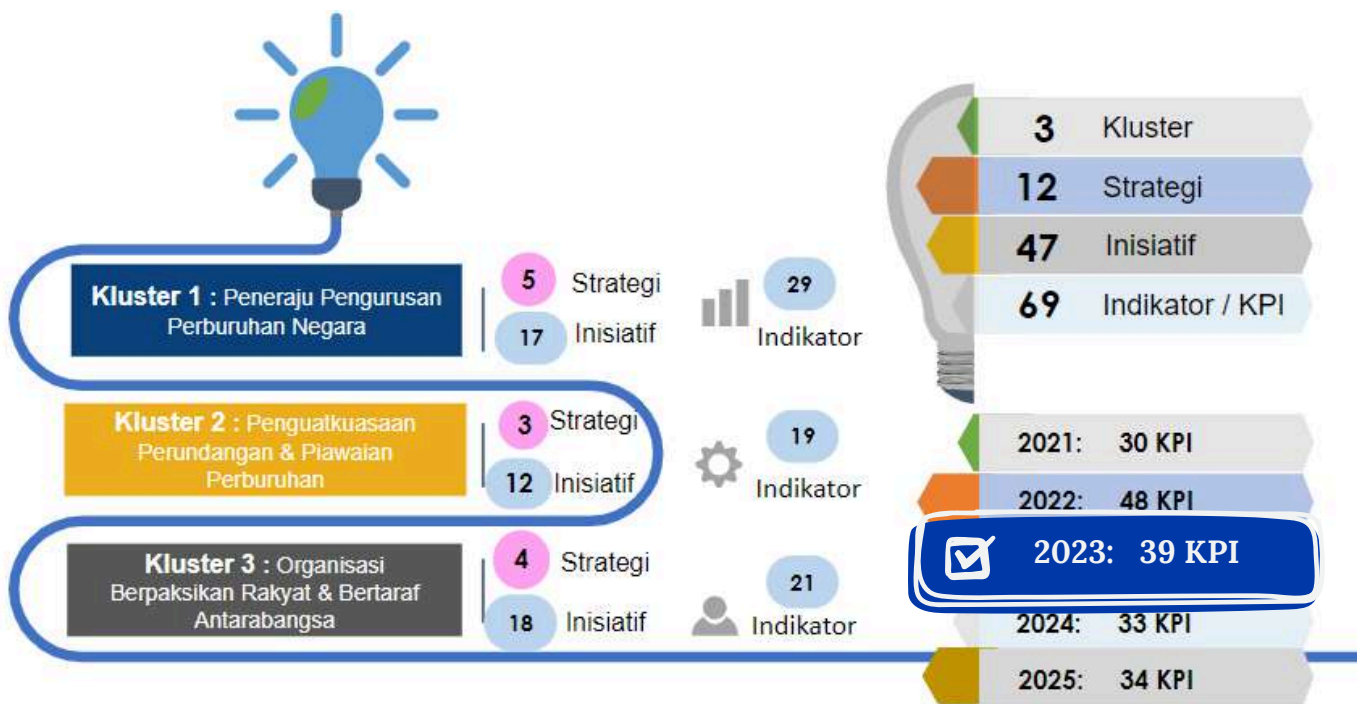 Kluster 1 : Peneraju Pengurusan
Perburuhan Negara
5 Strategi
17 Inisiatif
29
Indikator
Kluster 2 : Penguatkuasaan
Perundangan & Piawaian
Perburuhan
3 Strategi
12 Inisiatif
19
Indikator
Kluster 3 : Organisasi
Berpaksikan Rakyat & Bertaraf
Antarabangsa
4 Strategi
18 Inisiatif
21
Indikator
3 Kluster
12 Strategi
47 Inisiatif
69 Indikator / KPI
2021: 30 KPI
2022: 48 KPI
2023: 39 KPI
2024: 33 KPI
2025: 34 KPI